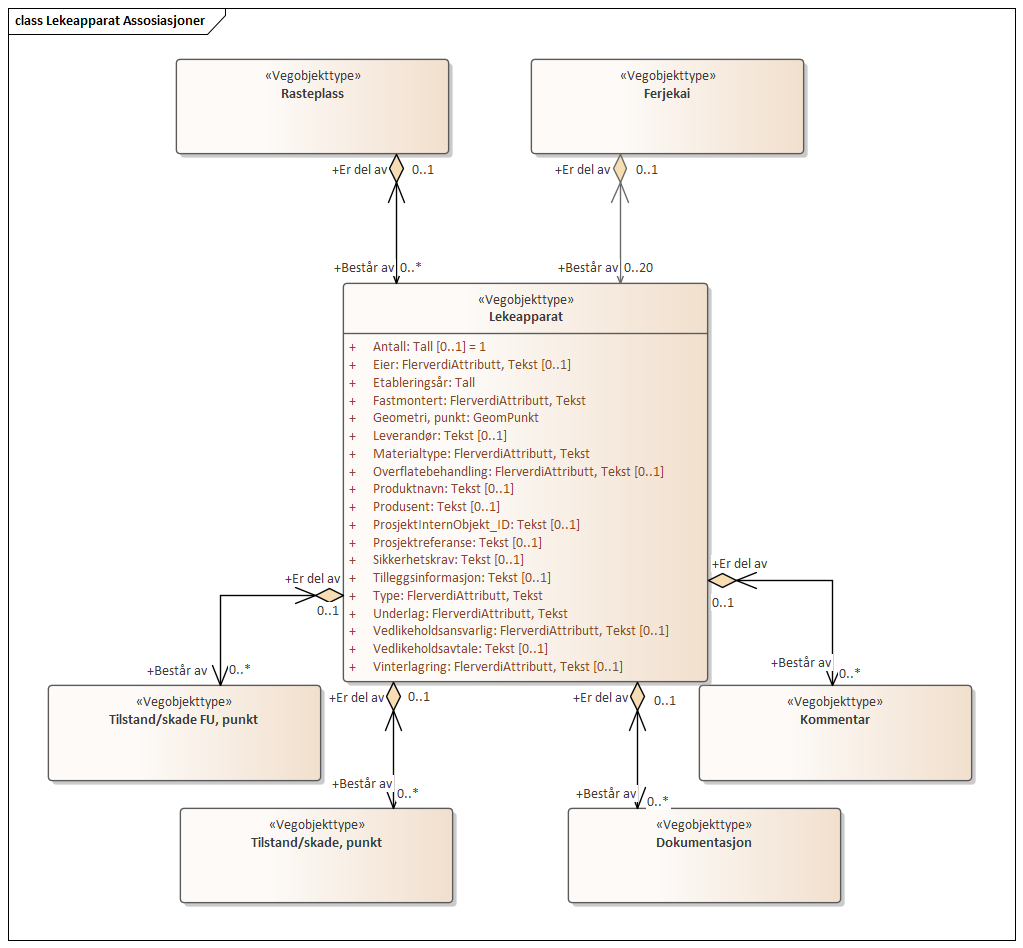 class Lekeapparat Assosiasjoner
«Vegobjekttype»
Rasteplass
«Vegobjekttype»
Ferjekai
+Er del av
0..1
+Er del av
0..1
+Består av
0..*
+Består av
0..20
«Vegobjekttype»
Lekeapparat
+ Antall: Tall [0..1] = 1
+ Eier: FlerverdiAttributt, Tekst [0..1]
+ Etableringsår: Tall
+ Fastmontert: FlerverdiAttributt, Tekst
+ Geometri, punkt: GeomPunkt
+ Leverandør: Tekst [0..1]
+ Materialtype: FlerverdiAttributt, Tekst
+ Overflatebehandling: FlerverdiAttributt, Tekst [0..1]
+ Produktnavn: Tekst [0..1]
+ Produsent: Tekst [0..1]
+ ProsjektInternObjekt_ID: Tekst [0..1]
+ Prosjektreferanse: Tekst [0..1]
+ Sikkerhetskrav: Tekst [0..1]
+ Tilleggsinformasjon: Tekst [0..1]
+ Type: FlerverdiAttributt, Tekst
+ Underlag: FlerverdiAttributt, Tekst
+ Vedlikeholdsansvarlig: FlerverdiAttributt, Tekst [0..1]
+ Vedlikeholdsavtale: Tekst [0..1]
+ Vinterlagring: FlerverdiAttributt, Tekst [0..1]
+Er del av
0..1
+Er del av
0..1
+Består av
0..*
+Består av
0..*
«Vegobjekttype»
Tilstand/skade FU, punkt
+Er del av
0..1
+Er del av
0..1
«Vegobjekttype»
Kommentar
+Består av
0..*
+Består av
0..*
«Vegobjekttype»
Tilstand/skade, punkt
«Vegobjekttype»
Dokumentasjon